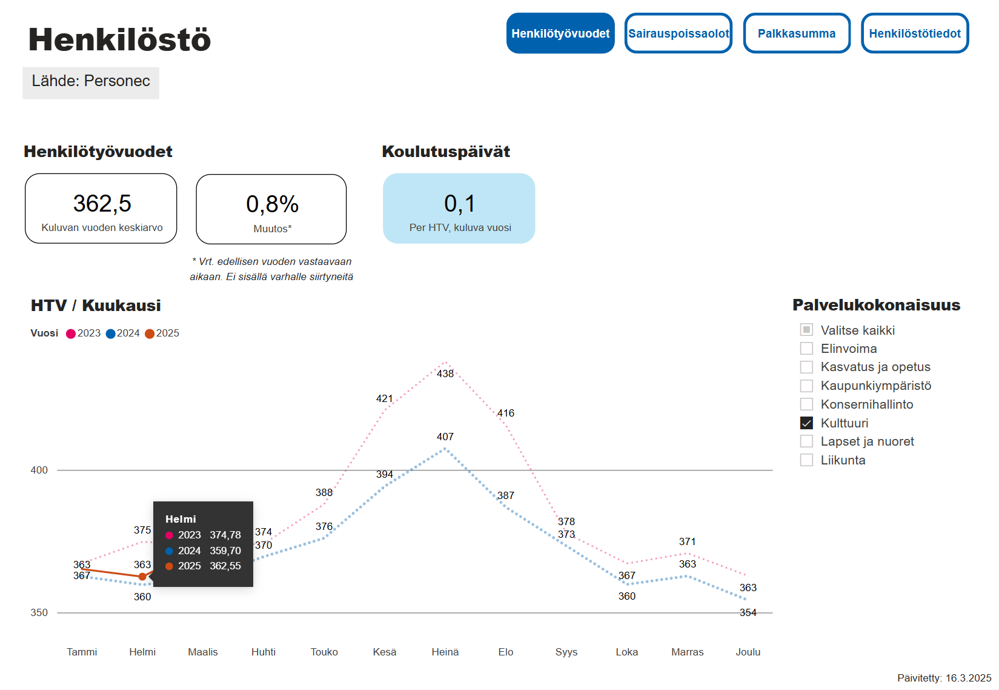 Henkilöstö
Henkilötyövuodet
Sairauspoissaolot
Palkkasumma
Henkilöstötiedot
Lähde: Personec
Henkilötyövuodet
Koulutuspäivät
362,5
Kuluvan vuoden keskiarvo
0,8%
Muutos*
0,1
Per HTV, kuluva vuosi
* Vrt. edellisen vuoden vastaavaan
aikaan. Ei sisällä varhalle siirtyneitä
HTV / Kuukausi
Vuosi 2023 2024 2025
Palvelukokonaisuus
Valitse kaikki
Elinvoima
Kasvatus ja opetus
Kaupunkiympäristö
Konsernihallinto
Kulttuuri
Lapset ja nuoret
Liikunta
438
421
416
407
400
394
388
387
376
375
374
370
378
373
371
363
363
363
367
367
360
360
363
354
350
Helmi
2023 374,78
2024 359,70
2025 362,55
Tammi Helmi Maalis Huhti Touko Kesä Heinä Elo Syys Loka Marras Joulu
Päivitetty: 16.3.2025